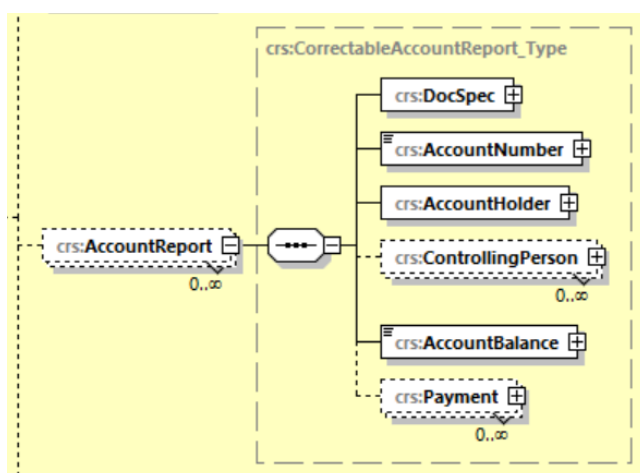 crs:CorrectableAccountReport_Type
crs:DocSpec
crs:AccountNumber
crs:AccountHolder
crs:AccountReport
0..∞
crs:ControllingPerson
0..∞
crs:AccountBalance
crs:Payment
0..∞